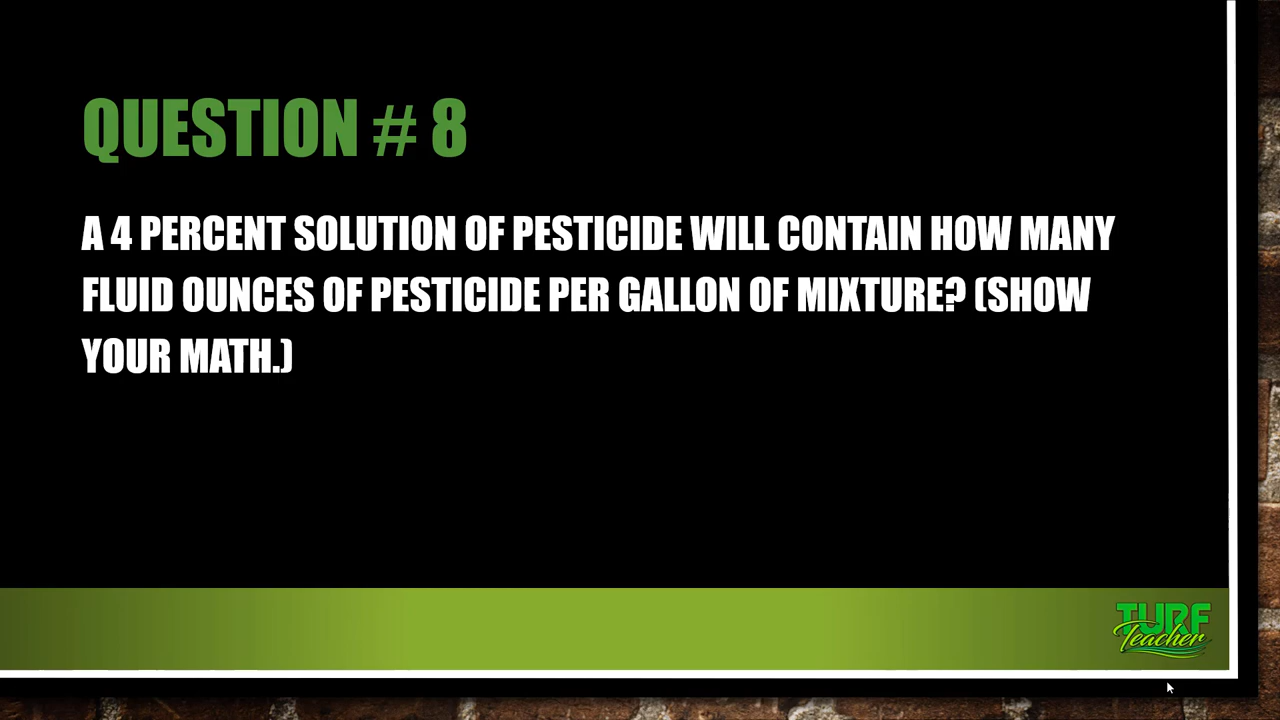 QUESTION # 8
A 4 PERCENT SOLUTION OF PESTICIDE WILL CONTAIN HOW MANY
FLUID OUNCES OF PESTICIDE PER GALLON OF MIXTURE? (SHOW
YOUR MATH.)
TURF
Teacher